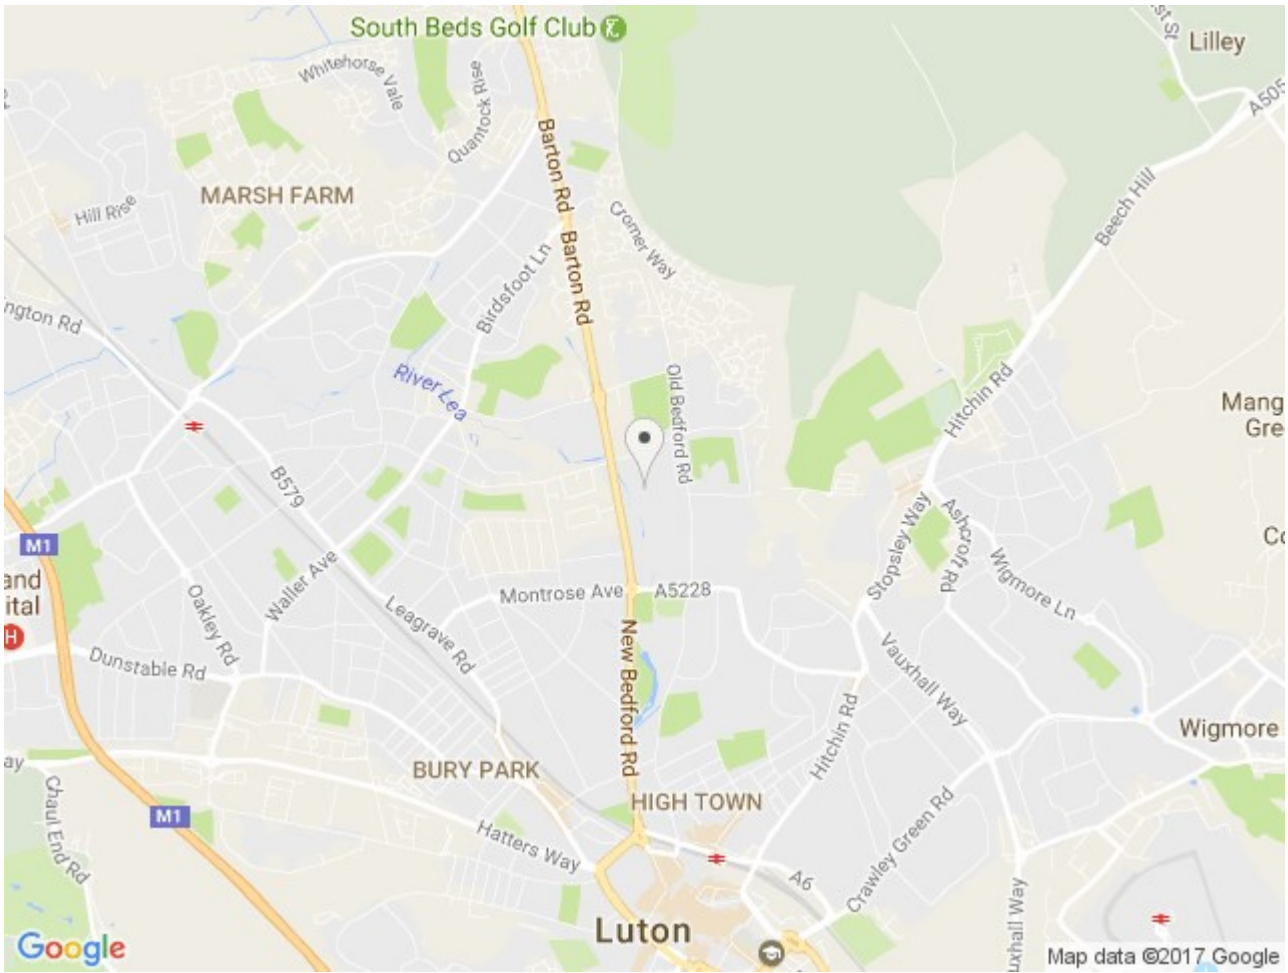 South Beds Golf Club
Lilley
Whitehorse Vale
Quantock Rise
A505
Barton Rd
MARSH FARM
Hill Rise
Cromer Way
Beech Hill
Barton Rd
Birdsfoot Ln
ngton Rd
River Lea
Old Bedford Rd
Hitchin Rd
Mang
Gre
B579
Stopsley Way
Ashcroft Rd
M1
Co
and
ital
H
Waller Ave
Wigmore Ln
Oakley Rd
Montrose Ave
A5228
Leagrave Rd
New Bedford Rd
Vauxhall Way
Dunstable Rd
Hitchin Rd
Wigmore
ay
BURY PARK
HIGH TOWN
Chaul End Rd
M1
Hatters Way
Crawley Green Rd
A6
uxhall Way
Luton
Google
Map data ©2017 Google